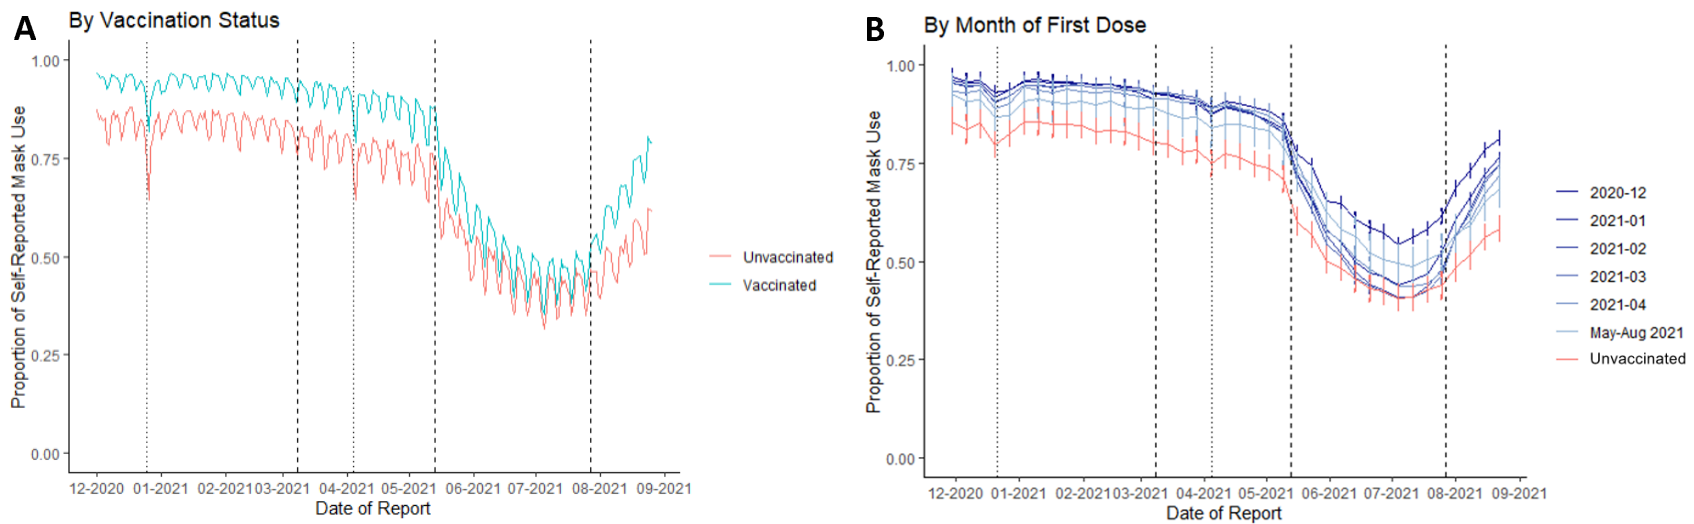 A
By Vaccination Status
Proportion of Self-Reported Mask Use
1.00
0.75
0.50
0.25
0.00
12-2020 01-2021 02-2021 03-2021 04-2021 05-2021 06-2021 07-2021 08-2021 09-2021
Date of Report
Unvaccinated
Vaccinated
B
By Month of First Dose
Proportion of Self-Reported Mask Use
1.00
0.75
0.50
0.25
0.00
12-2020 01-2021 02-2021 03-2021 04-2021 05-2021 06-2021 07-2021 08-2021 09-2021
Date of Report
2020-12
2021-01
2021-02
2021-03
2021-04
May-Aug 2021
Unvaccinated